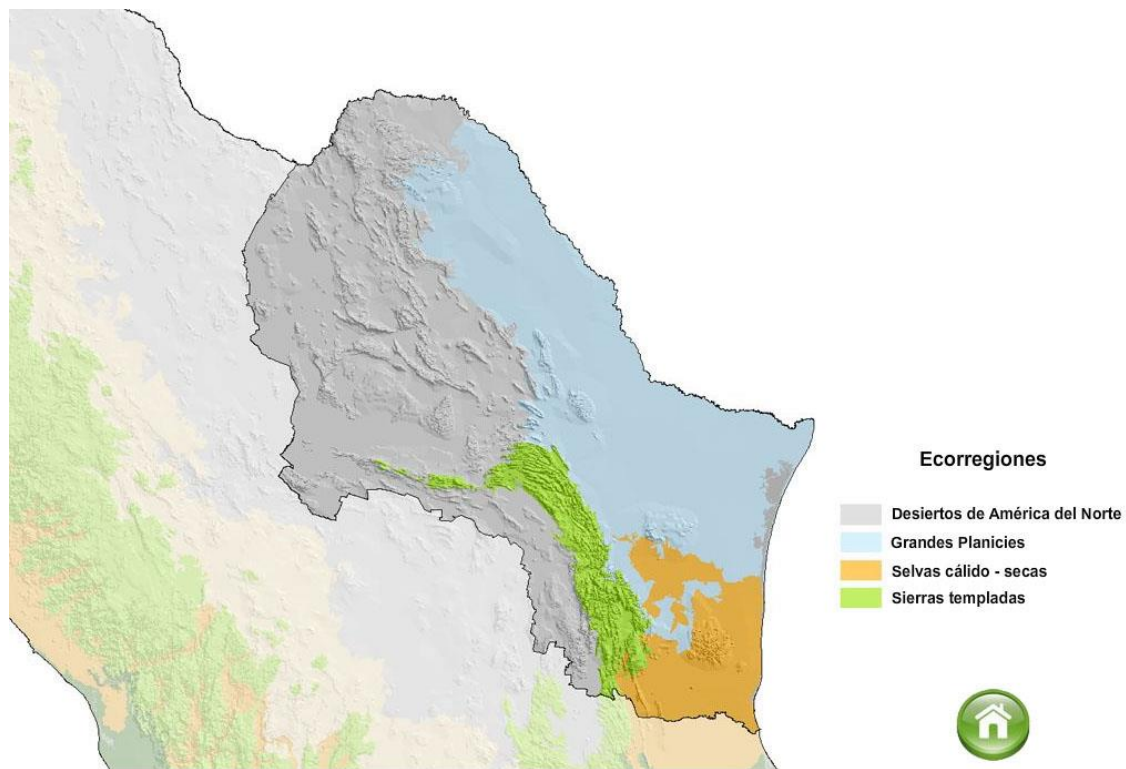 Ecorregiones
Desiertos de América del Norte
Grandes Planicies
Selvas cálido - secas
Sierras templadas